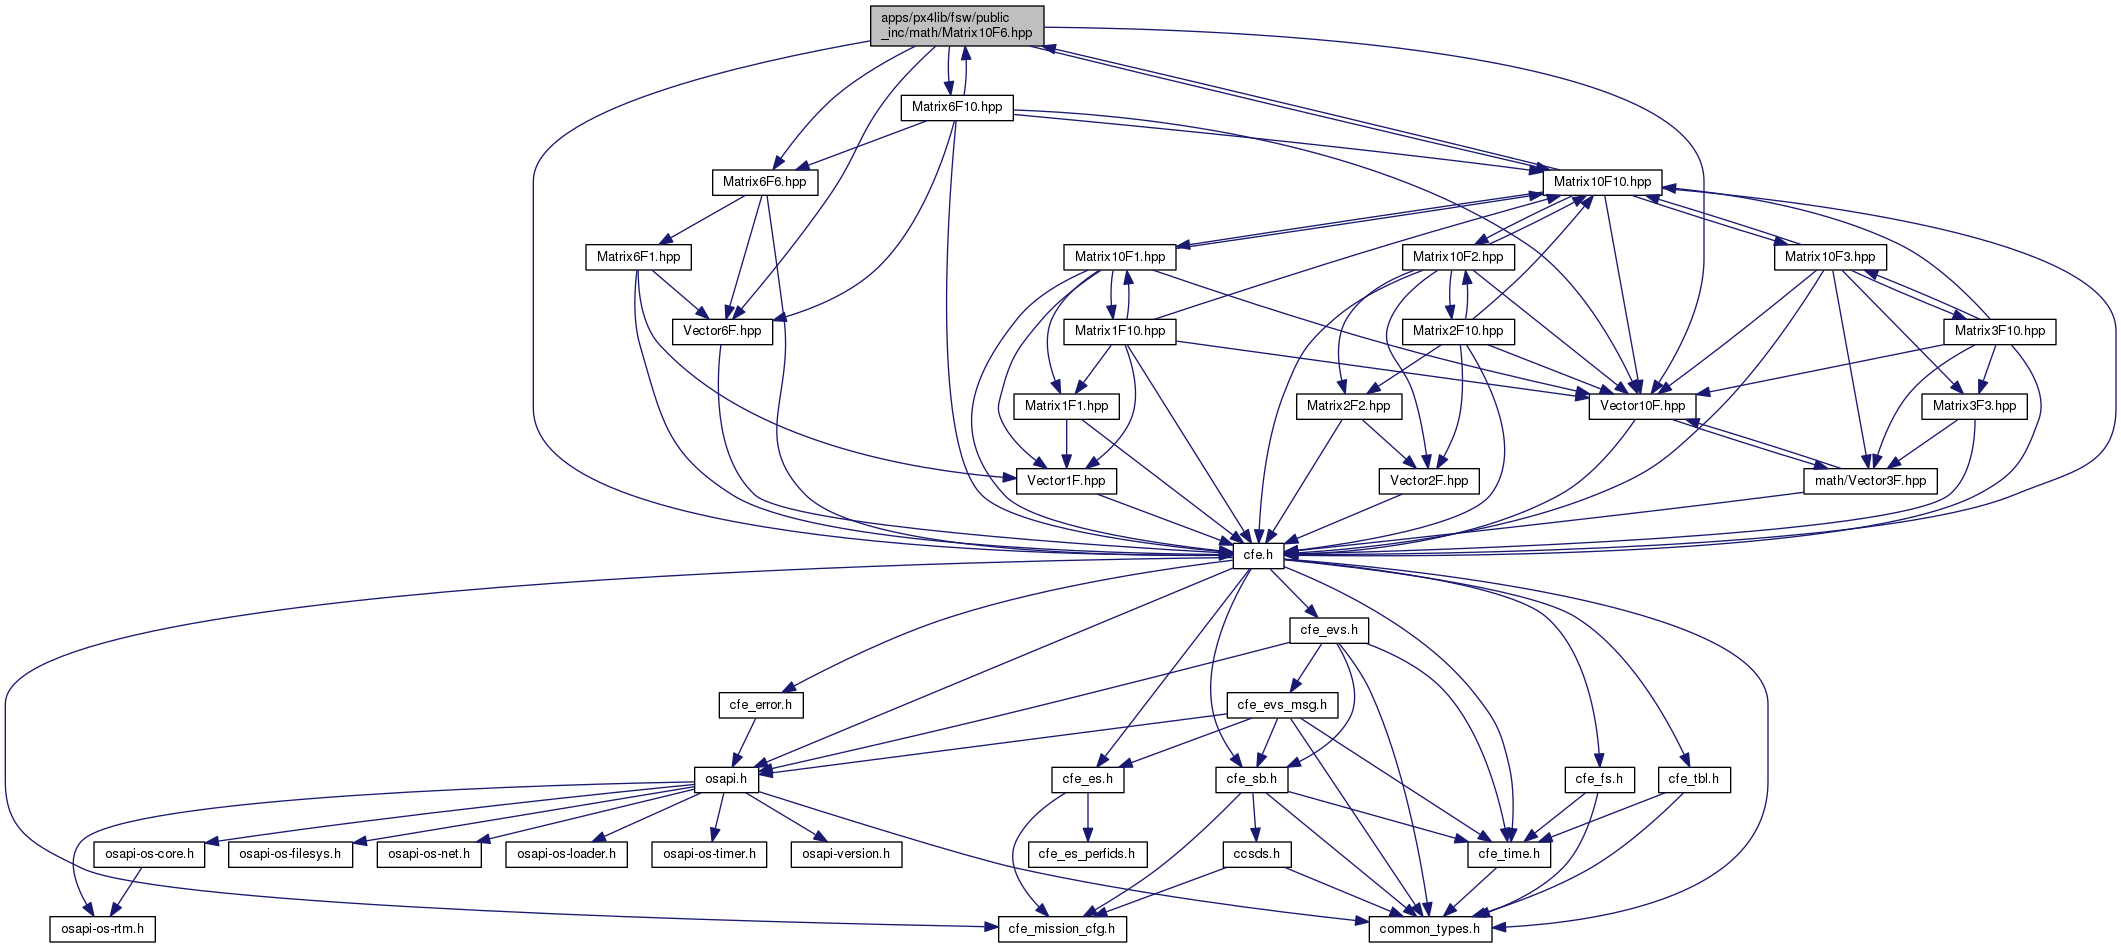 apps/px4lib/fsw/public
_inc/math/Matrix10F6.hpp
Matrix6F10.hpp
Matrix6F6.hpp
Matrix10F10.hpp
Matrix6F1.hpp
Matrix10F1.hpp
Matrix10F2.hpp
Matrix10F3.hpp
Vector6F.hpp
Matrix1F10.hpp
Matrix2F10.hpp
Matrix3F10.hpp
Matrix1F1.hpp
Matrix2F2.hpp
Vector10F.hpp
Matrix3F3.hpp
Vector1F.hpp
Vector2F.hpp
math/Vector3F.hpp
cfe.h
cfe_evs.h
cfe_error.h
cfe_evs_msg.h
osapi.h
cfe_es.h
cfe_sb.h
cfe_fs.h
cfe_tbl.h
osapi-os-core.h
osapi-os-filesys.h
osapi-os-net.h
osapi-os-loader.h
osapi-os-timer.h
osapi-version.h
cfe_es_perfids.h
ccsds.h
cfe_time.h
osapi-os-rtm.h
cfe_mission_cfg.h
common_types.h